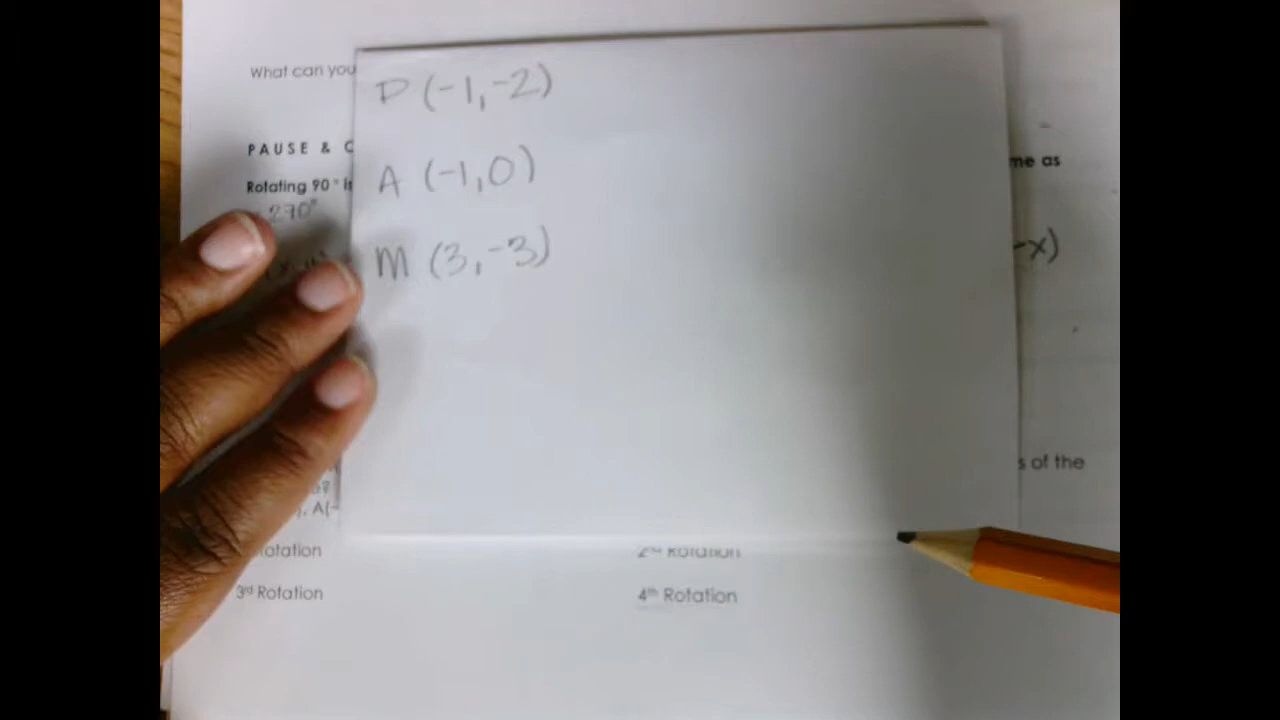 What can you
D (-1,-2)
PAUSE & C
me as
A (-1,0)
Rotating 90°
270°
-x)
M (3,-3)
s of the
A(-
otation
2nd Rotation
3rd Rotation
4th Rotation